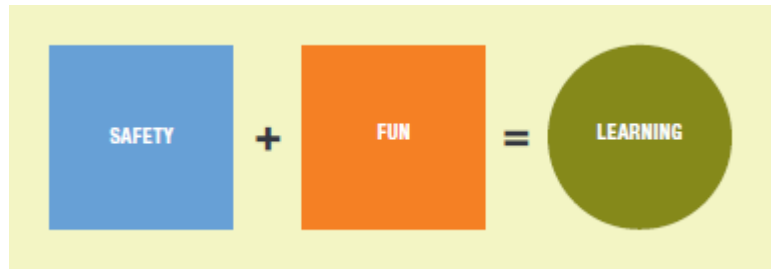 SAFETY + FUN = LEARNING